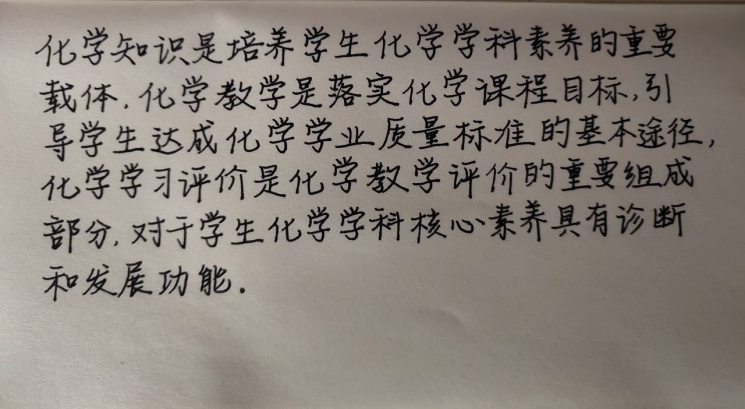 化学知识是培养学生化学学科素养的重要
载体.化学教学是落实化学课程目标,引
导学生达成化学学业质量标准的基本途径,
化学学习评价是化学教学评价的重要组成
部分,对于学生化学学科核心素养具有诊断
和发展功能.